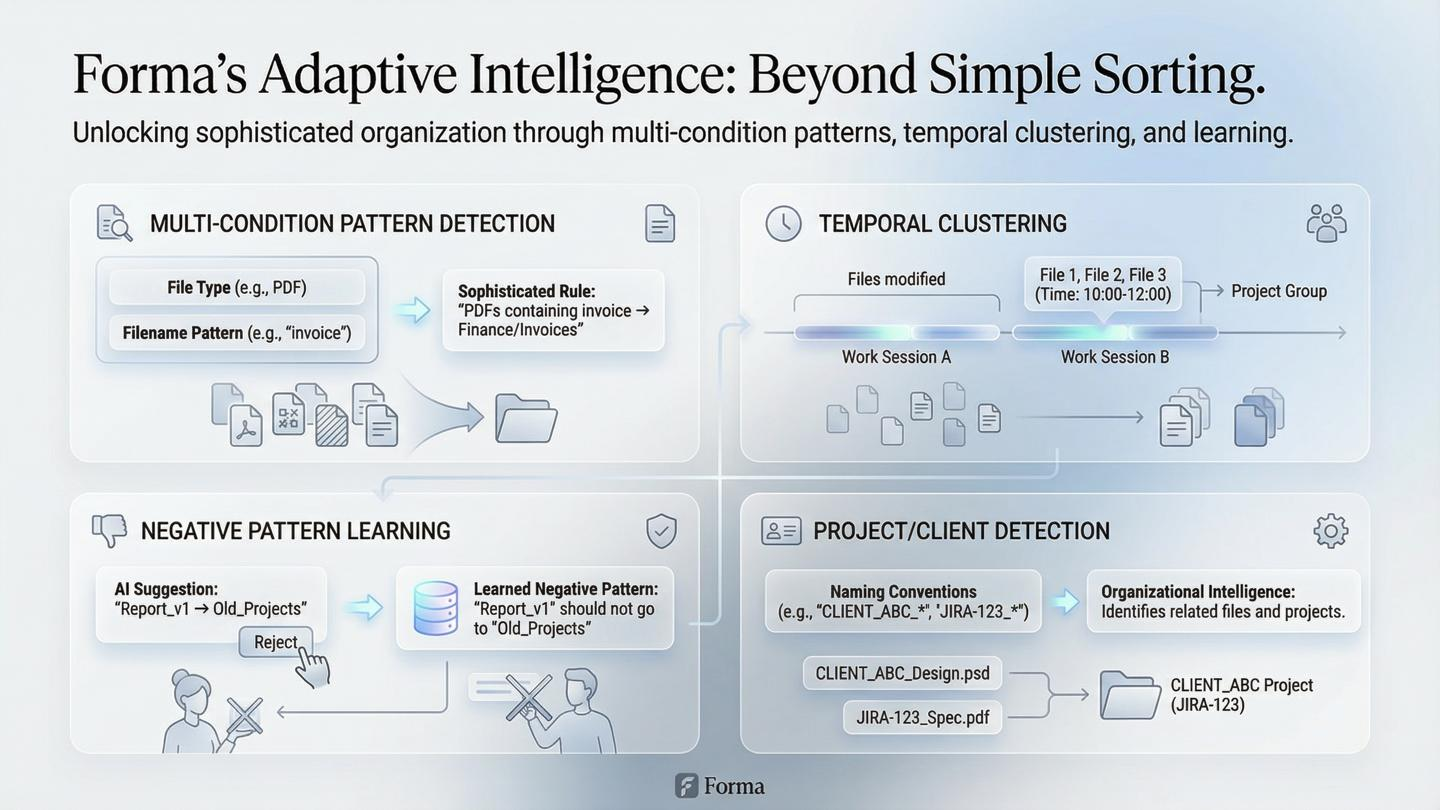 Forma’s Adaptive Intelligence: Beyond Simple Sorting.
Unlocking sophisticated organization through multi-condition patterns, temporal clustering, and learning.
MULTI-CONDITION PATTERN DETECTION
File Type (e.g., PDF)
Filename Pattern (e.g., “invoice”)
Sophisticated Rule:
“PDFs containing invoice →
Finance/Invoices”
TEMPORAL CLUSTERING
Files modified
File 1, File 2, File 3
(Time: 10:00-12:00)
Project Group
Work Session A
Work Session B
NEGATIVE PATTERN LEARNING
AI Suggestion:
“Report_v1 → Old_Projects”
Reject
Learned Negative Pattern:
“Report_v1” should not go
to “Old_Projects”
PROJECT/CLIENT DETECTION
Naming Conventions
(e.g., “CLIENT_ABC_*", "JIRA-123_*”)
Organizational Intelligence:
Identifies related files and projects.
CLIENT_ABC_Design.psd
JIRA-123_Spec.pdf
CLIENT_ABC Project
(JIRA-123)
Forma